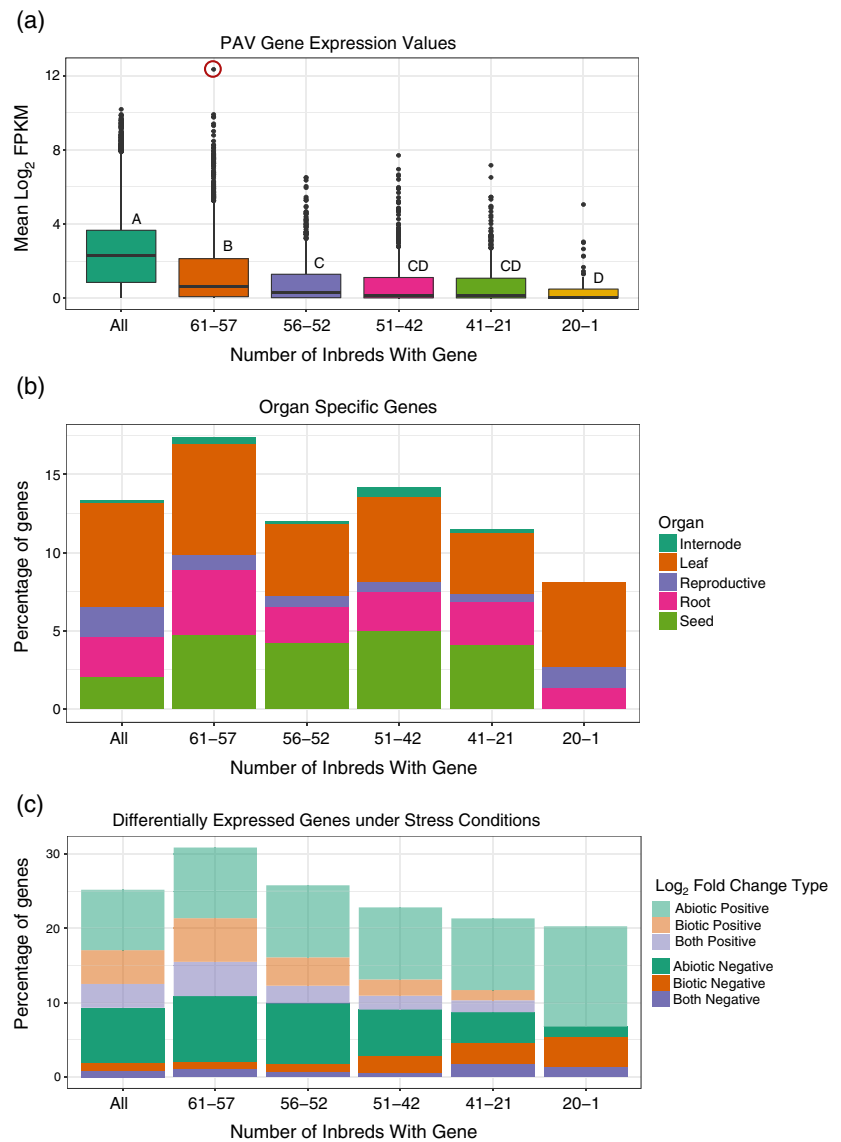 (a)
PAV Gene Expression Values
Mean Log2 FPKM
12
8
4
0
A
B
C
CD
CD
D
All
61–57
56–52
51–42
41–21
20–1
Number of Inbreds With Gene
(b)
Organ Specific Genes
Percentage of genes
15
10
5
0
All
61–57
56–52
51–42
41–21
20–1
Number of Inbreds With Gene
Organ
Internode
Leaf
Reproductive
Root
Seed
(c)
Differentially Expressed Genes under Stress Conditions
Percentage of genes
30
20
10
0
All
61–57
56–52
51–42
41–21
20–1
Number of Inbreds With Gene
Log2 Fold Change Type
Abiotic Positive
Biotic Positive
Both Positive
Abiotic Negative
Biotic Negative
Both Negative